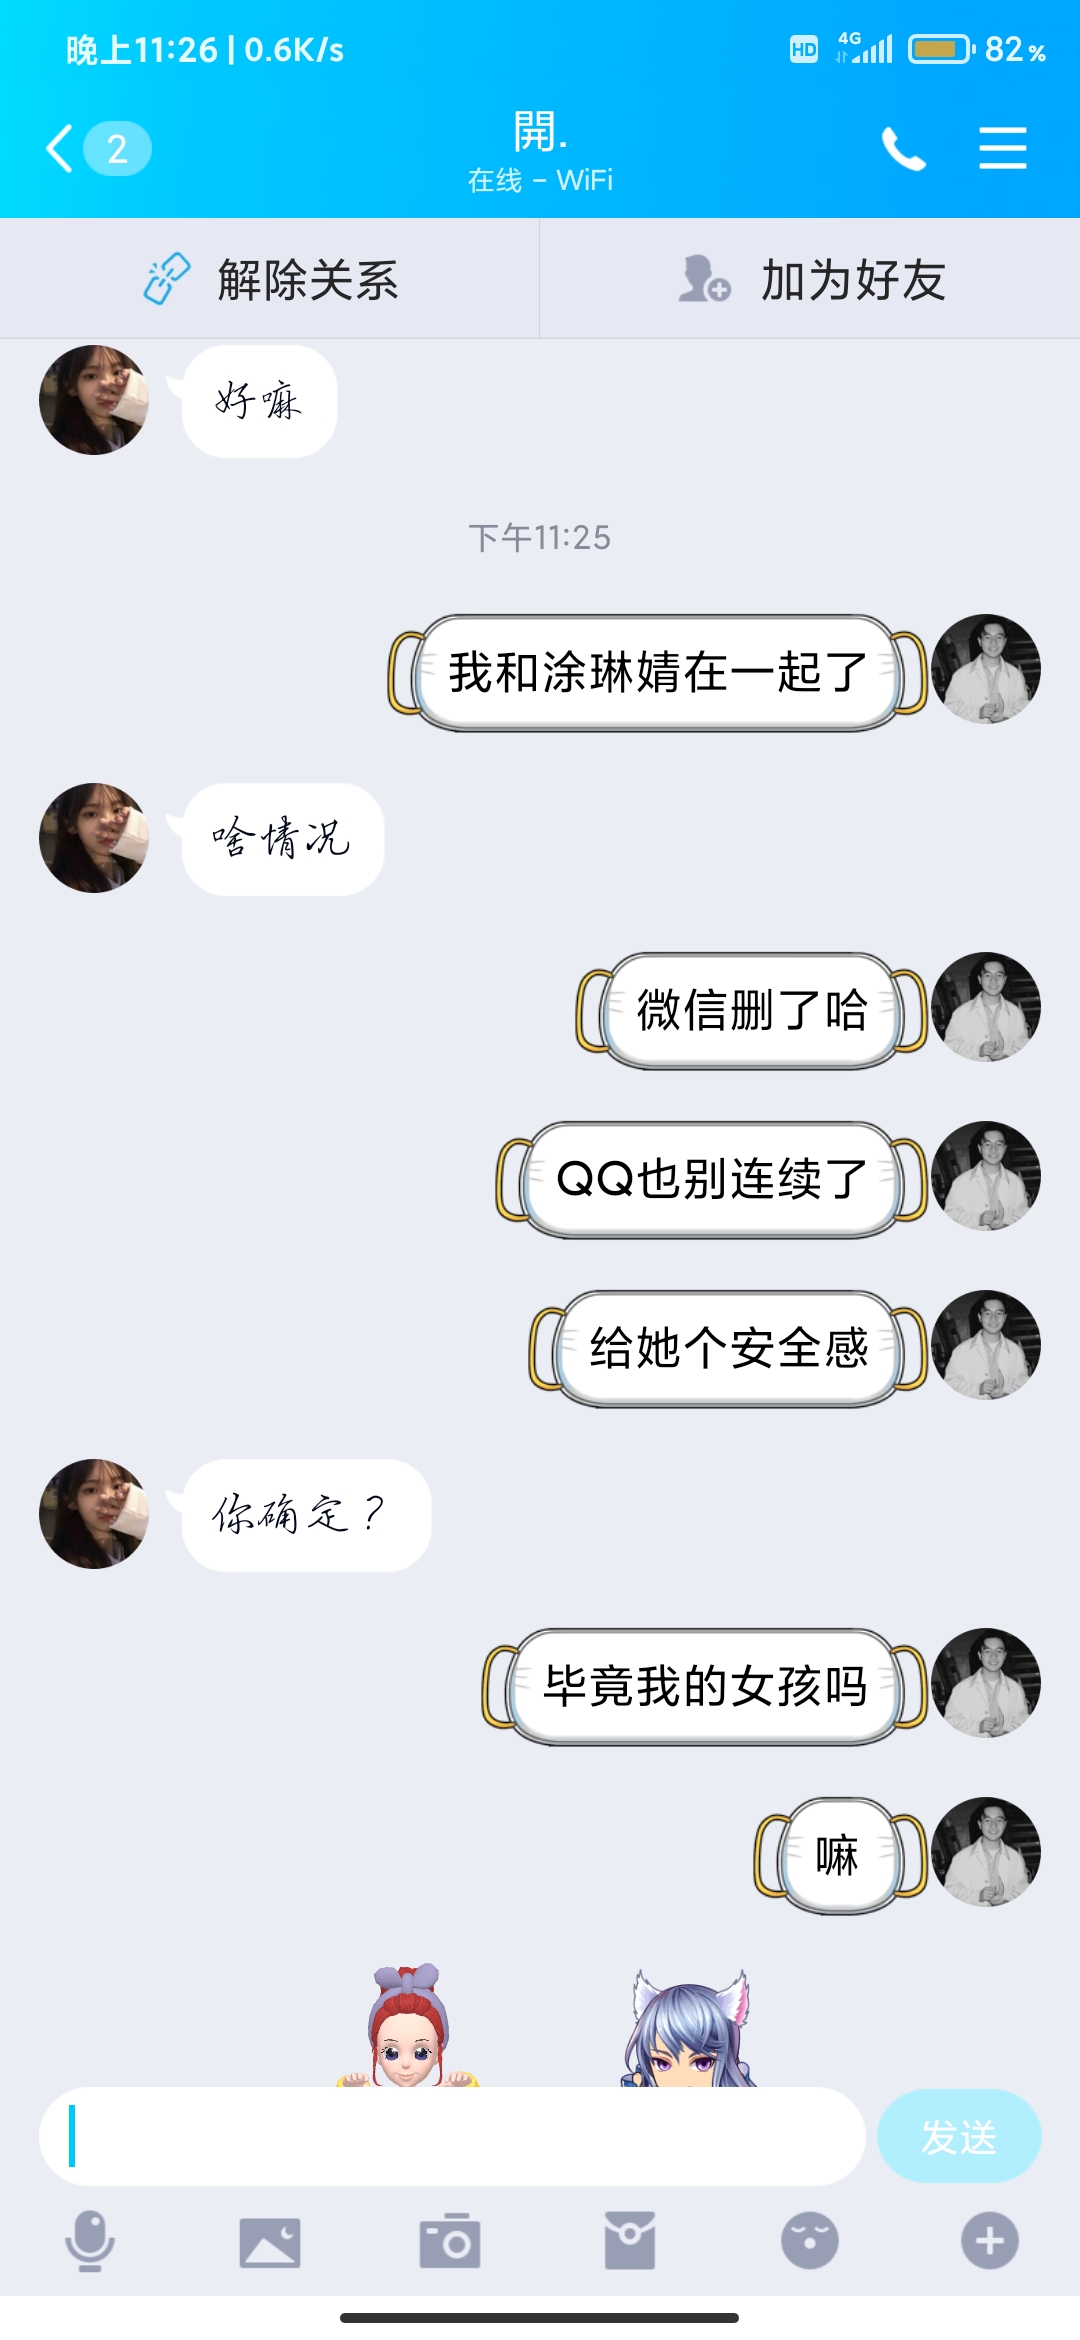 晚上11:26 | 0.6K/s
HD
4G
82%
2
開.
在线 - WiFi
解除关系
加为好友
好嘛
下午11:25
我和涂琳婧在一起了
啥情况
微信删了哈
QQ也别连续了
给她个安全感
你确定？
毕竟我的女孩吗
嘛
发送